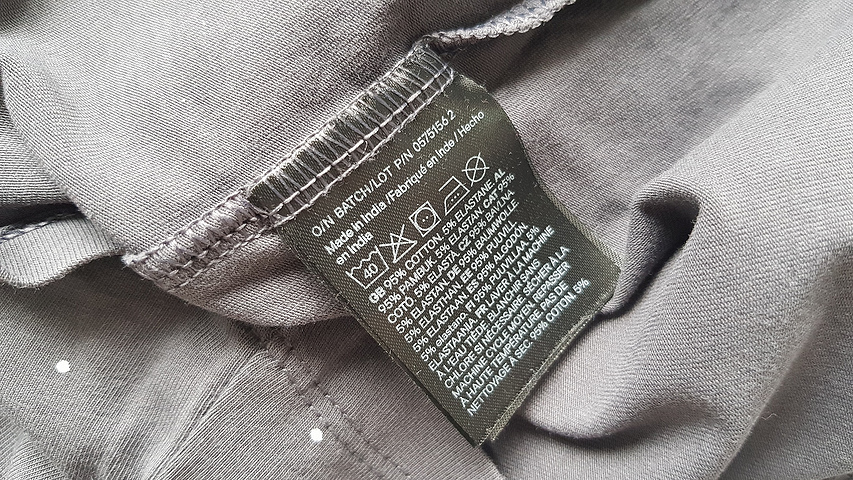 O/N BATCH/LOT P/N 0575156 2
Made in India /Fabriqué en Inde / Hecho
en India
40
GB 95% COTTON, 5% ELASTANE AL
95% PAMBUK, 5% ELASTAN CAT 95%
COTÓ, 5% ELASTÀ CZ 95% BAVLNA,
5% ELASTAN DE 95% BAUMWOLLE
5% ELASTHAN EE 95% PUUVILL,
5% ELASTAAN ES 95% ALGODÓN,
5% elastano FI 95% PUUVILLAA, 5%
ELASTAANIA FR LAVER À LA MACHINE
À L'EAU TIÈDE, BLANCHIR SANS
CHLORE SI NÉCESSAIRE, SÉCHER À LA
MACHINE CYCLE MOYEN, REPASSER
À HAUTE TEMPÉRATURE, PAS DE
NETTOYAGE À SEC, 95% COTON, 5%